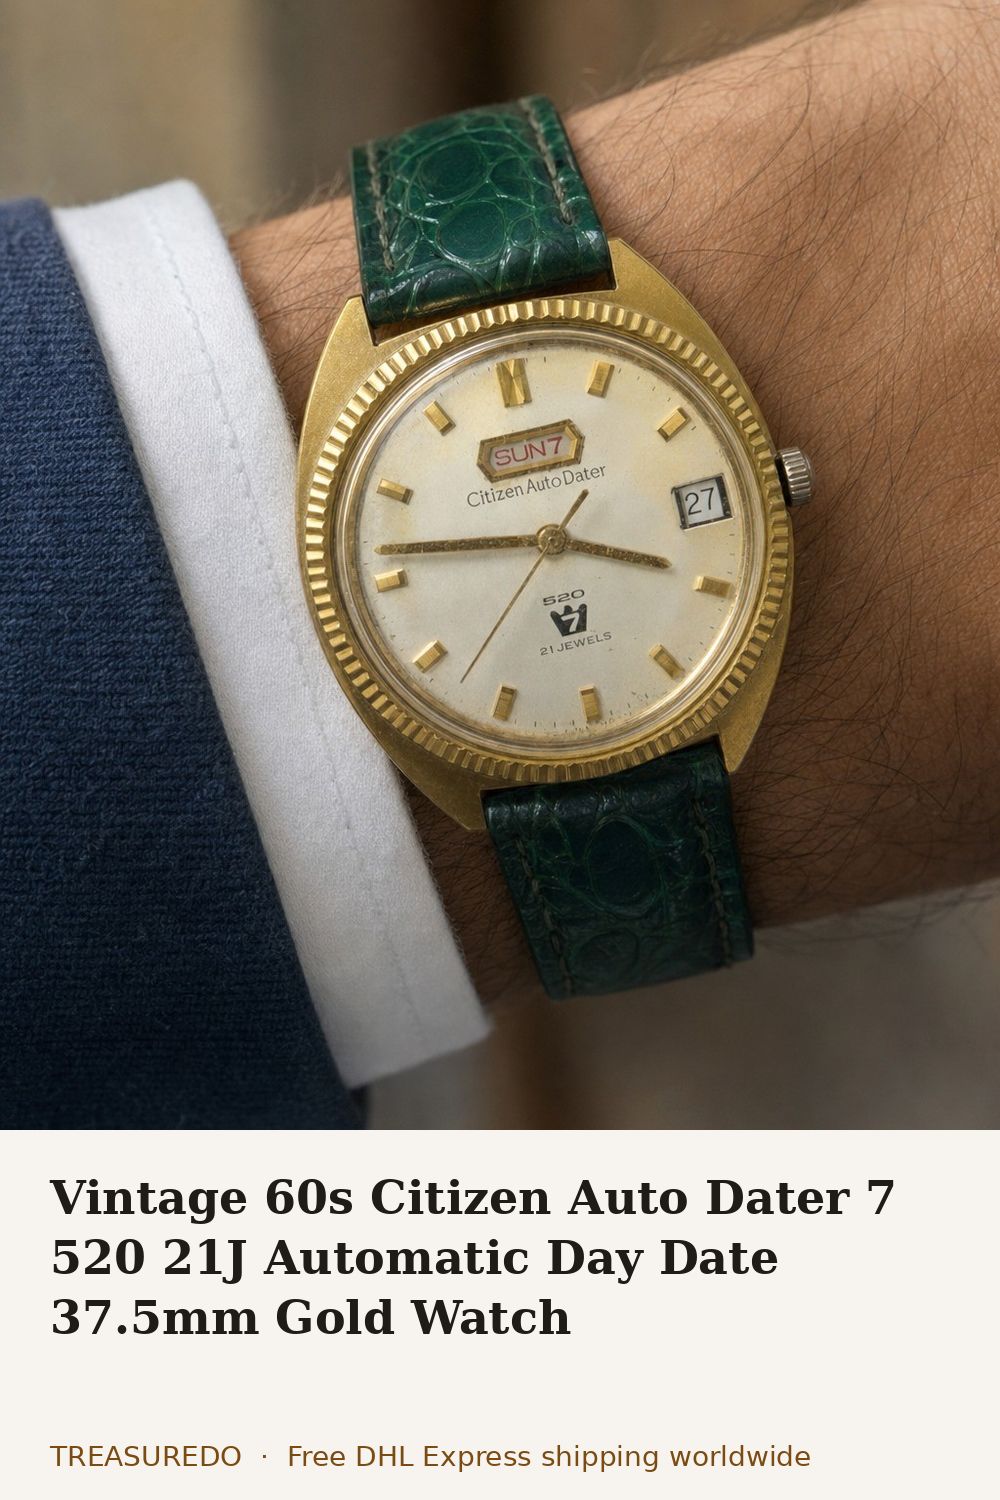 SUN7
Citizen Auto Dater
27
520
7
21 JEWELS
Vintage 60s Citizen Auto Dater 7
520 21J Automatic Day Date
37.5mm Gold Watch
TREASUREDO · Free DHL Express shipping worldwide